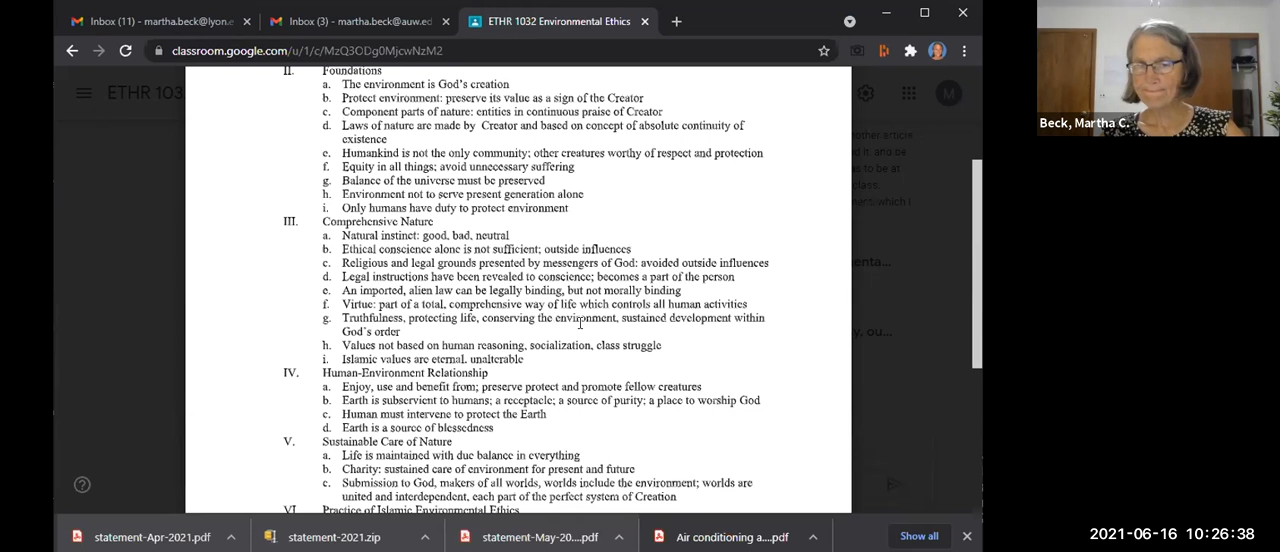 Inbox (11) - martha.beck@lyon.e
Inbox (3) - martha.beck@auw.ed
ETHR 1032 Environmental Ethics
classroom.google.com/u/1/c/MzQ3ODg0MjcwNzM2
ETHR 103
M
Beck, Martha C.
II. Foundations
a. The environment is God's creation
b. Protect environment: preserve its value as a sign of the Creator
c. Component parts of nature: entities in continuous praise of Creator
d. Laws of nature are made by Creator and based on concept of absolute continuity of
existence
e. Humankind is not the only community; other creatures worthy of respect and protection
f. Equity in all things; avoid unnecessary suffering
g. Balance of the universe must be preserved
h. Environment not to serve present generation alone
i. Only humans have duty to protect environment
III. Comprehensive Nature
a. Natural instinct: good, bad, neutral
b. Ethical conscience alone is not sufficient; outside influences
c. Religious and legal grounds presented by messengers of God: avoided outside influences
d. Legal instructions have been revealed to conscience; becomes a part of the person
e. An imported, alien law can be legally binding, but not morally binding
f. Virtue: part of a total, comprehensive way of life which controls all human activities
g. Truthfulness, protecting life, conserving the environment, sustained development within
God's order
h. Values not based on human reasoning, socialization, class struggle
i. Islamic values are eternal, unalterable
IV. Human-Environment Relationship
a. Enjoy, use and benefit from; preserve protect and promote fellow creatures
b. Earth is subservient to humans; a receptacle; a source of purity; a place to worship God
c. Human must intervene to protect the Earth
d. Earth is a source of blessedness
V. Sustainable Care of Nature
a. Life is maintained with due balance in everything
b. Charity: sustained care of environment for present and future
c. Submission to God, makers of all worlds, worlds include the environment; worlds are
united and interdependent, each part of the perfect system of Creation
VI. Practice of Islamic Environmental Ethics
nother article
d it, and be
as to be at
class.
menta...
y, ou...
statement-Apr-2021.pdf
statement-2021.zip
statement-May-20....pdf
Air conditioning a....pdf
Show all
2021-06-16 10:26:38